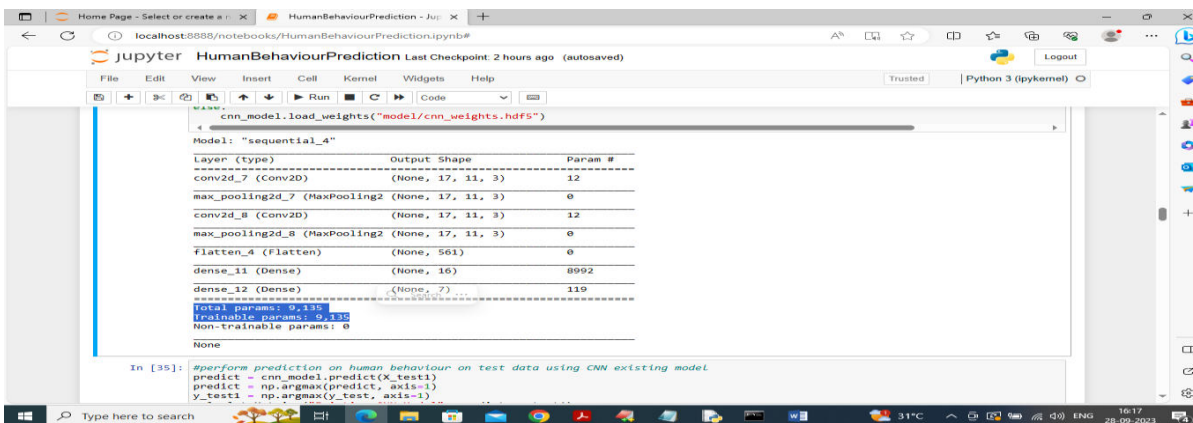 Home Page - Select or create a n
HumanBehaviourPrediction - Jup
localhost:8888/notebooks/HumanBehaviourPrediction.ipynb#
jupyter HumanBehaviourPrediction Last Checkpoint: 2 hours ago (autosaved)
Logout
File Edit View Insert Cell Kernel Widgets Help
Trusted
Python 3 (ipykernel)
Run
Code
else:
cnn_model.load_weights("model/cnn_weights.hdf5")
Model: "sequential_4"
Layer (type) Output Shape Param #
conv2d_7 (Conv2D) (None, 17, 11, 3) 12
max_pooling2d_7 (MaxPooling2 (None, 17, 11, 3) 0
conv2d_8 (Conv2D) (None, 17, 11, 3) 12
max_pooling2d_8 (MaxPooling2 (None, 17, 11, 3) 0
flatten_4 (Flatten) (None, 561) 0
dense_11 (Dense) (None, 16) 8992
dense_12 (Dense) (None, 7) 119
Search
Total params: 9,135
Trainable params: 9,135
Non-trainable params: 0
None
In [35]: #perform prediction on human behaviour on test data using CNN existing model
predict = cnn_model.predict(X_test1)
predict = np.argmax(predict, axis=1)
y_test1 = np.argmax(y_test, axis=1)
Type here to search
31°C
ENG
16:17
28-09-2023